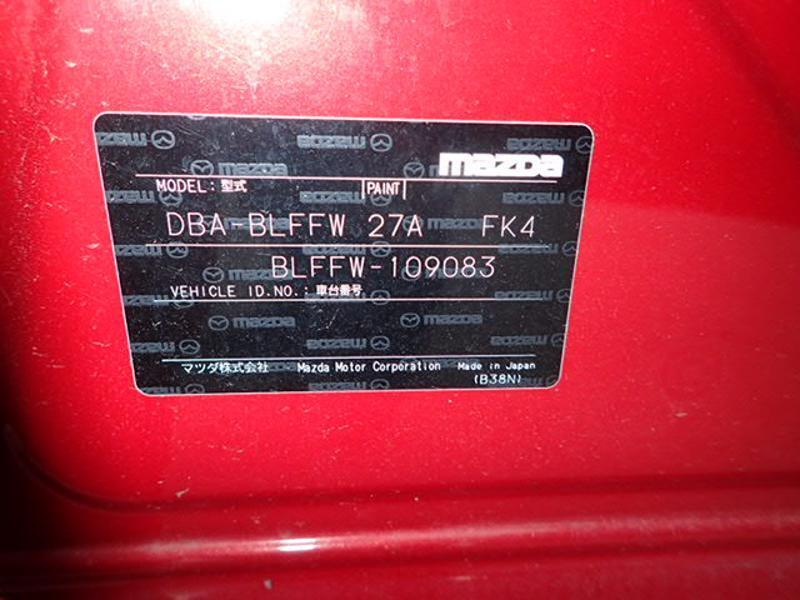 mazda
MODEL: 型式 PAINT
DBA-BLFFW 27A FK4
BLFFW-109083
VEHICLE ID.NO.: 車台番号
マツダ株式会社 Mazda Motor Corporation Made in Japan
(B38N)